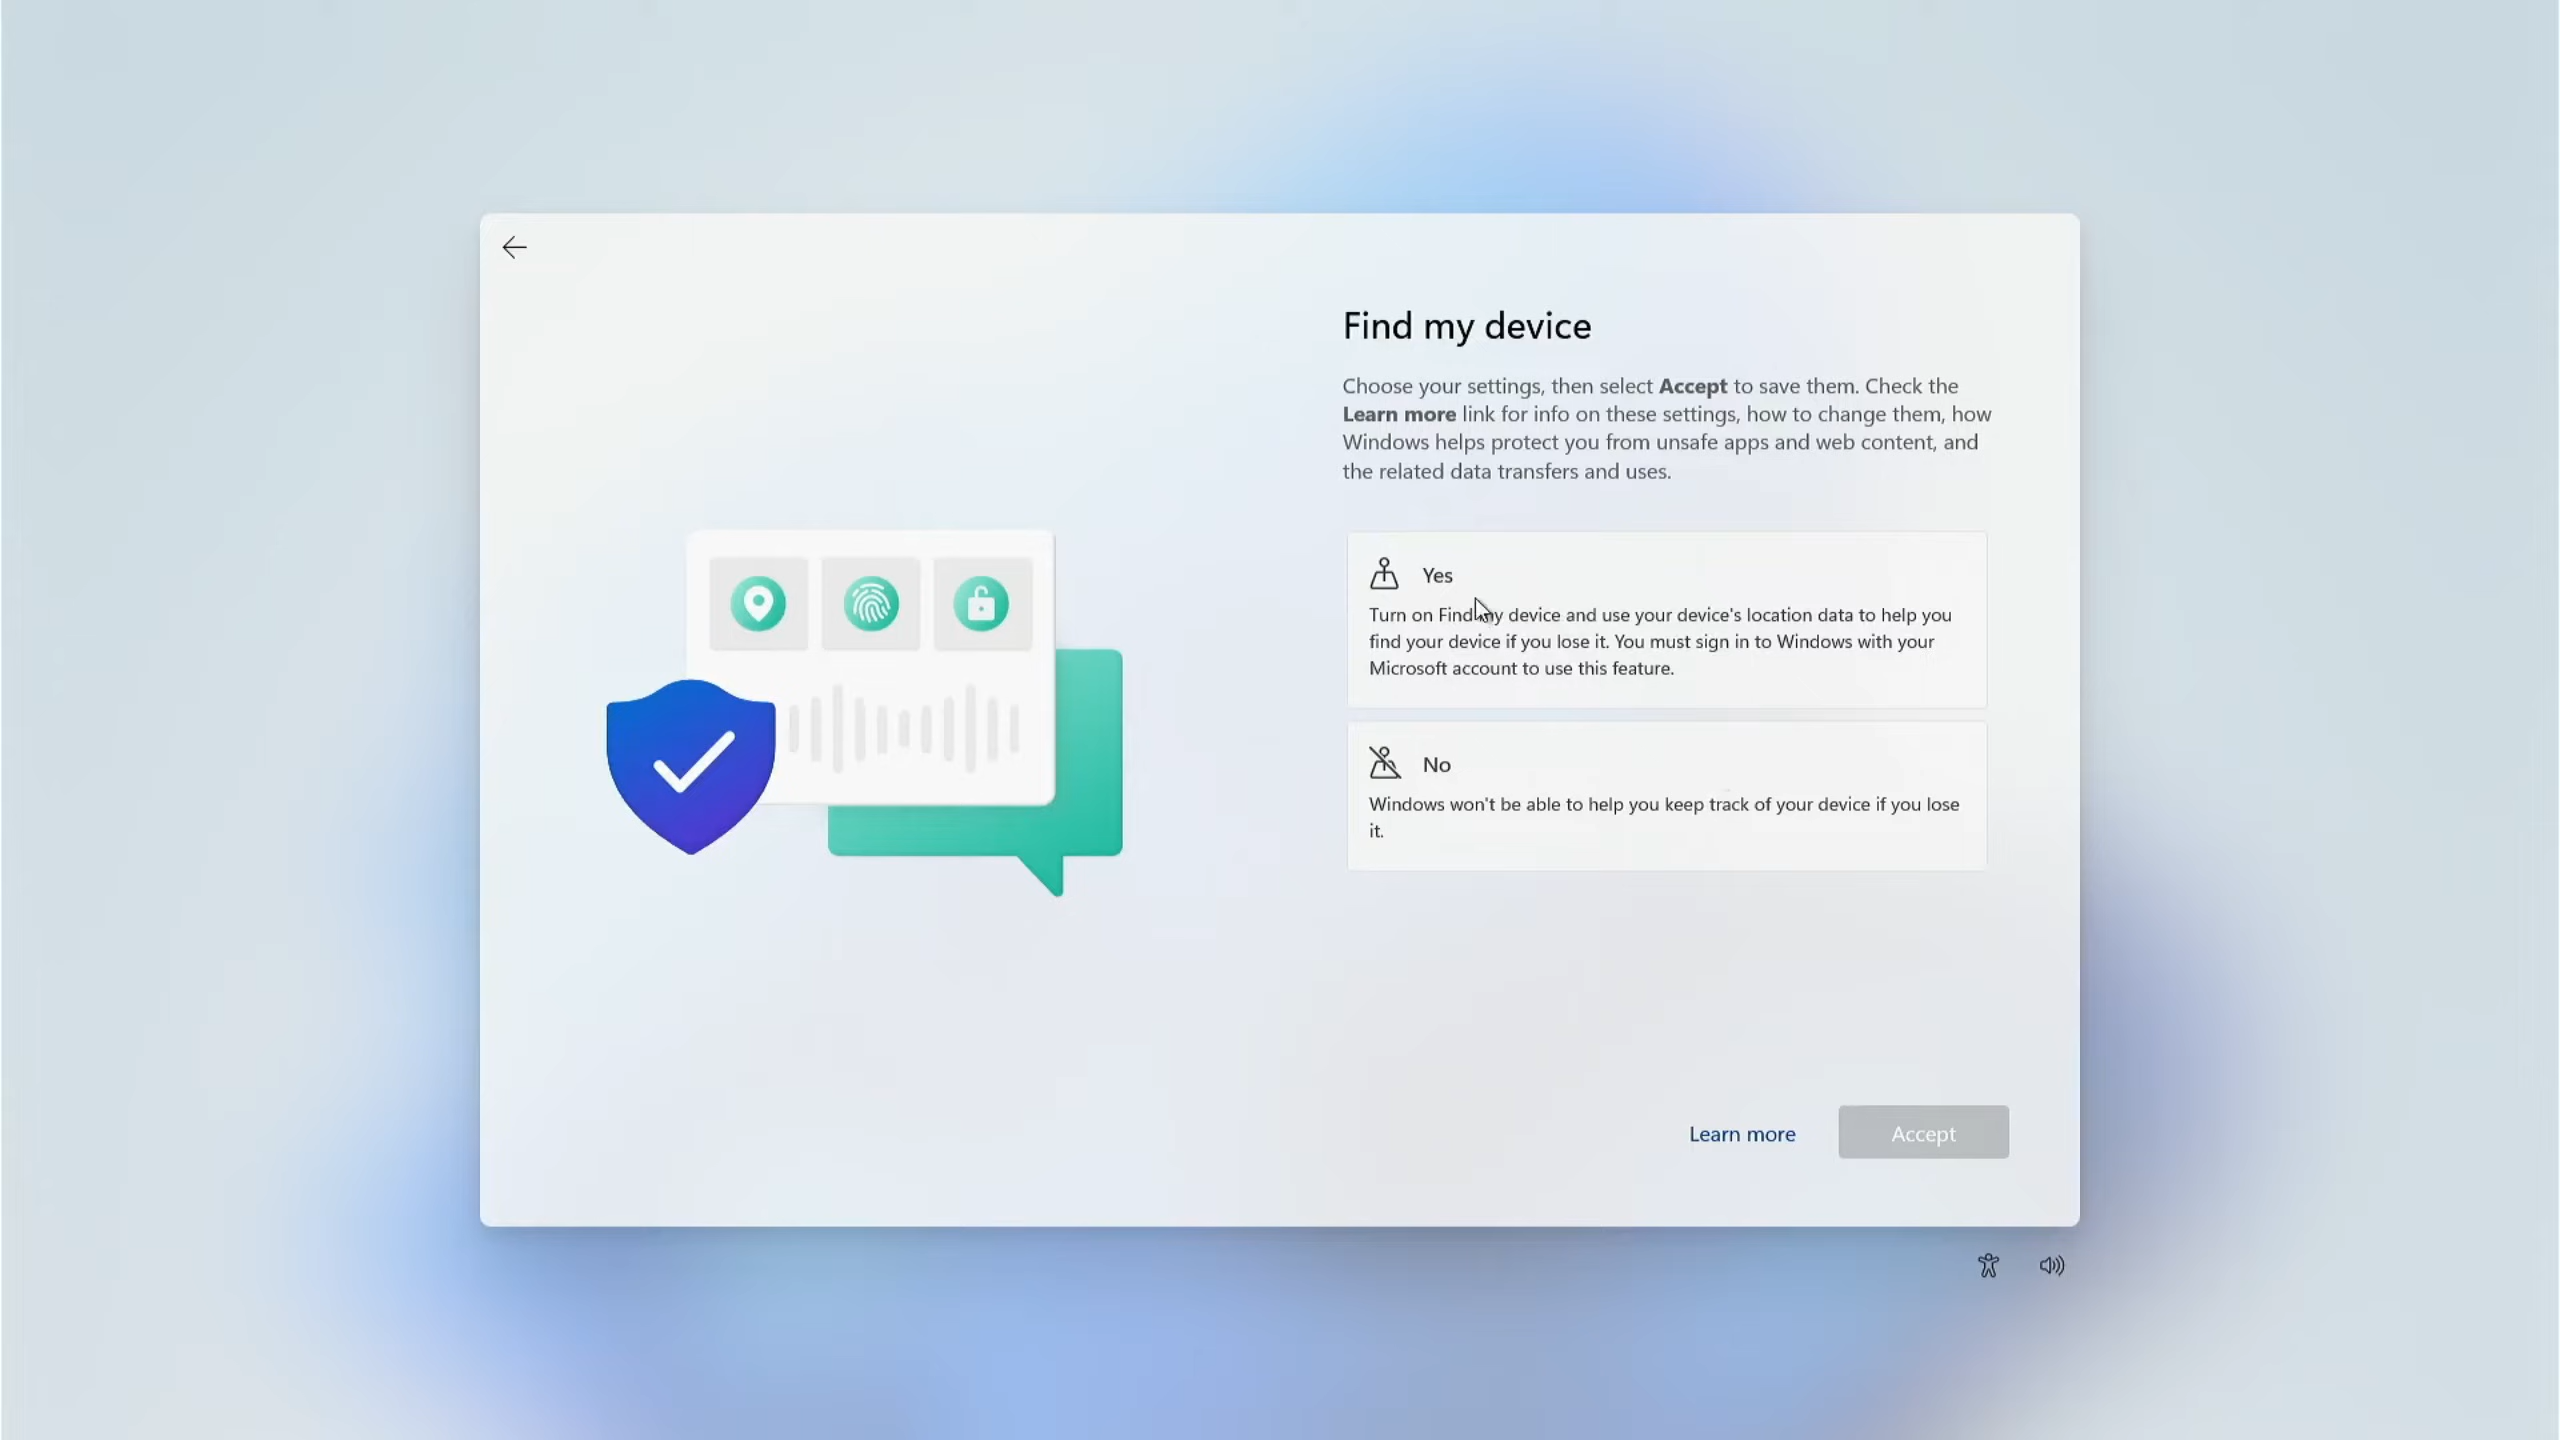 Find my device
Choose your settings, then select Accept to save them. Check the
Learn more link for info on these settings, how to change them, how
Windows helps protect you from unsafe apps and web content, and
the related data transfers and uses.
Yes
Turn on Find my device and use your device's location data to help you
find your device if you lose it. You must sign in to Windows with your
Microsoft account to use this feature.
No
Windows won't be able to help you keep track of your device if you lose
it.
Learn more
Accept